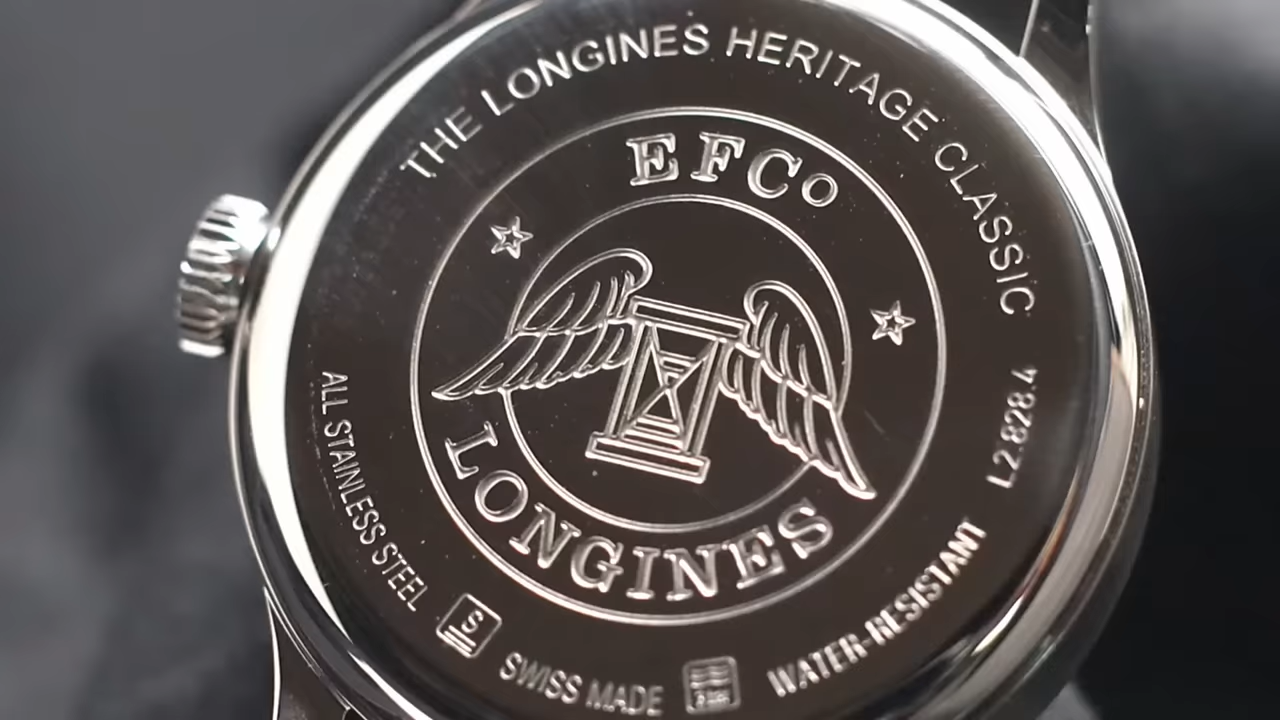 THE LONGINES HERITAGE CLASSIC
EFCo
LONGINES
L2.828.4
ALL STAINLESS STEEL
S
SWISS MADE
WATER-RESISTANT